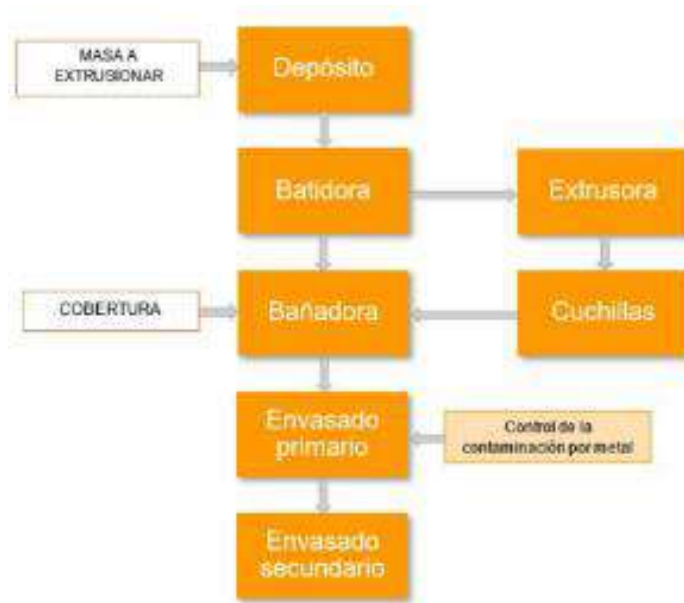 MASA A
EXTRUSIONAR
Depósito
Batidora
Extrusora
COBERTURA
Bañadora
Cuchillas
Envasado
primario
Control de la
contaminación por metal
Envasado
secundario